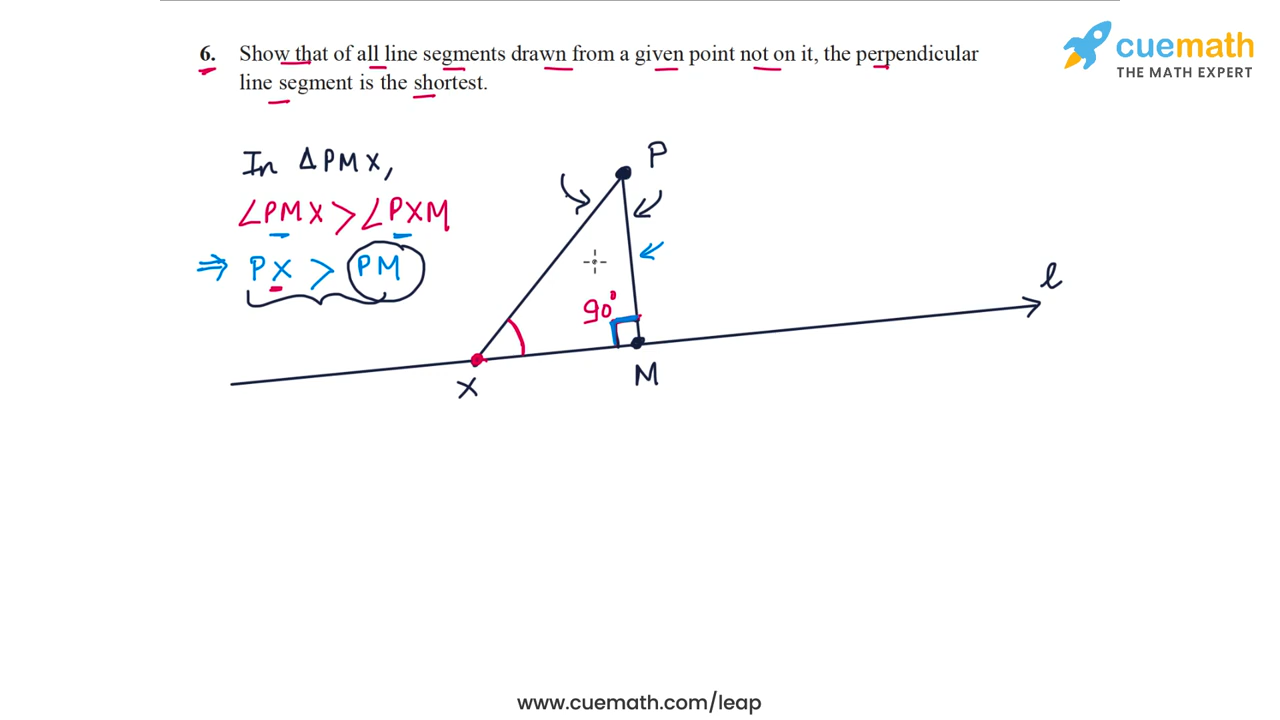 6. Show that of all line segments drawn from a given point not on it, the perpendicular
line segment is the shortest.
cuemath
THE MATH EXPERT
In ΔPMX,
∠PMX > ∠PXM
⇒ PX > PM
P
90°
l
X
M
www.cuemath.com/leap